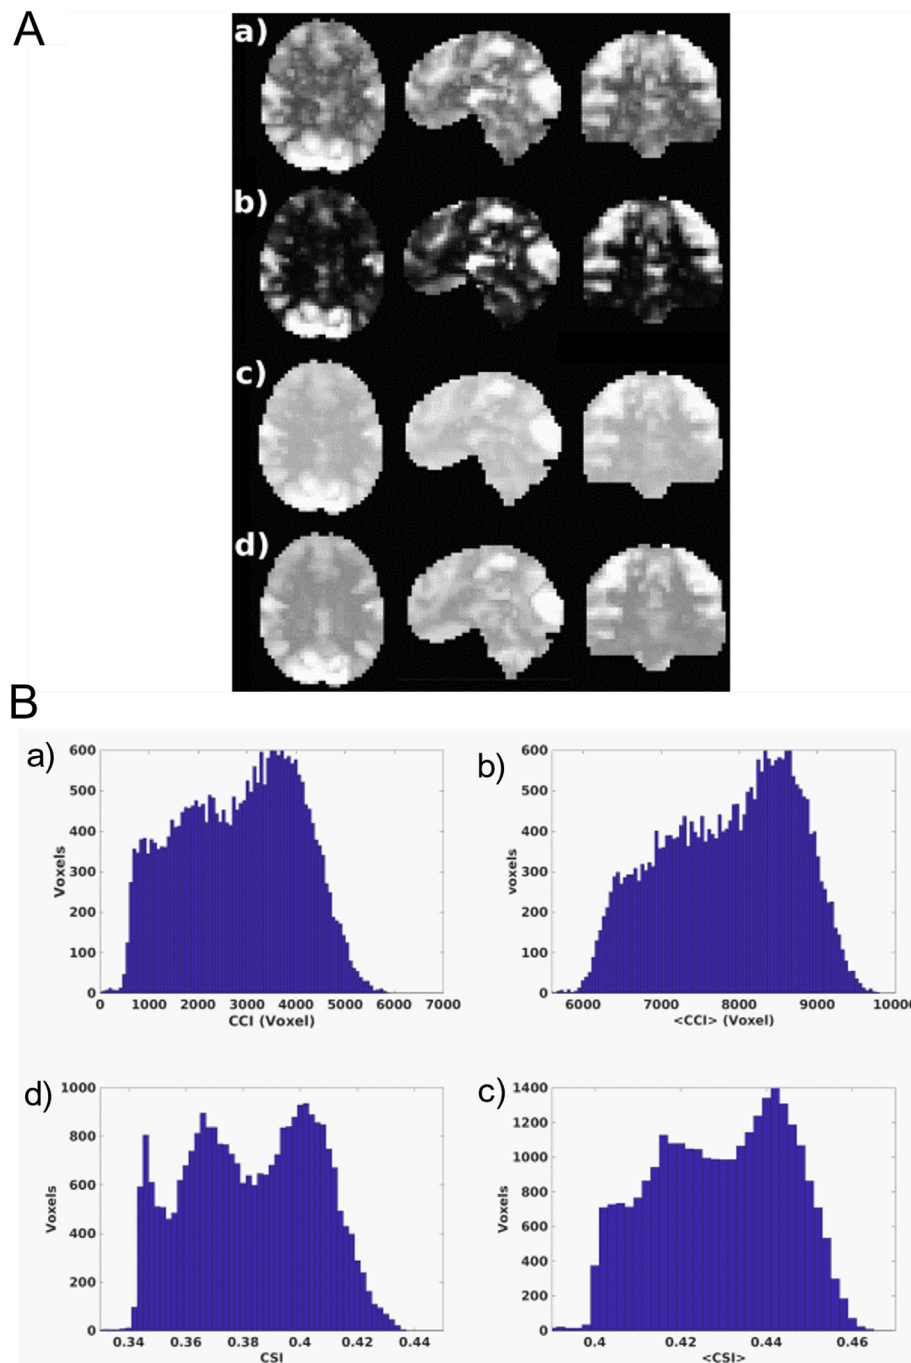 A
a)
b)
c)
d)
B
a)
600
500
400
300
200
100
0
Voxels
0 1000 2000 3000 4000 5000 6000 7000
CCI (Voxel)
b)
600
500
400
300
200
100
0
voxels
6000 7000 8000 9000 10000
<CCI> (Voxel)
d)
1000
800
600
400
200
0
Voxels
0.34 0.36 0.38 0.4 0.42 0.44
CSI
c)
1400
1200
1000
800
600
400
200
0
Voxels
0.4 0.42 0.44 0.46
<CSI>